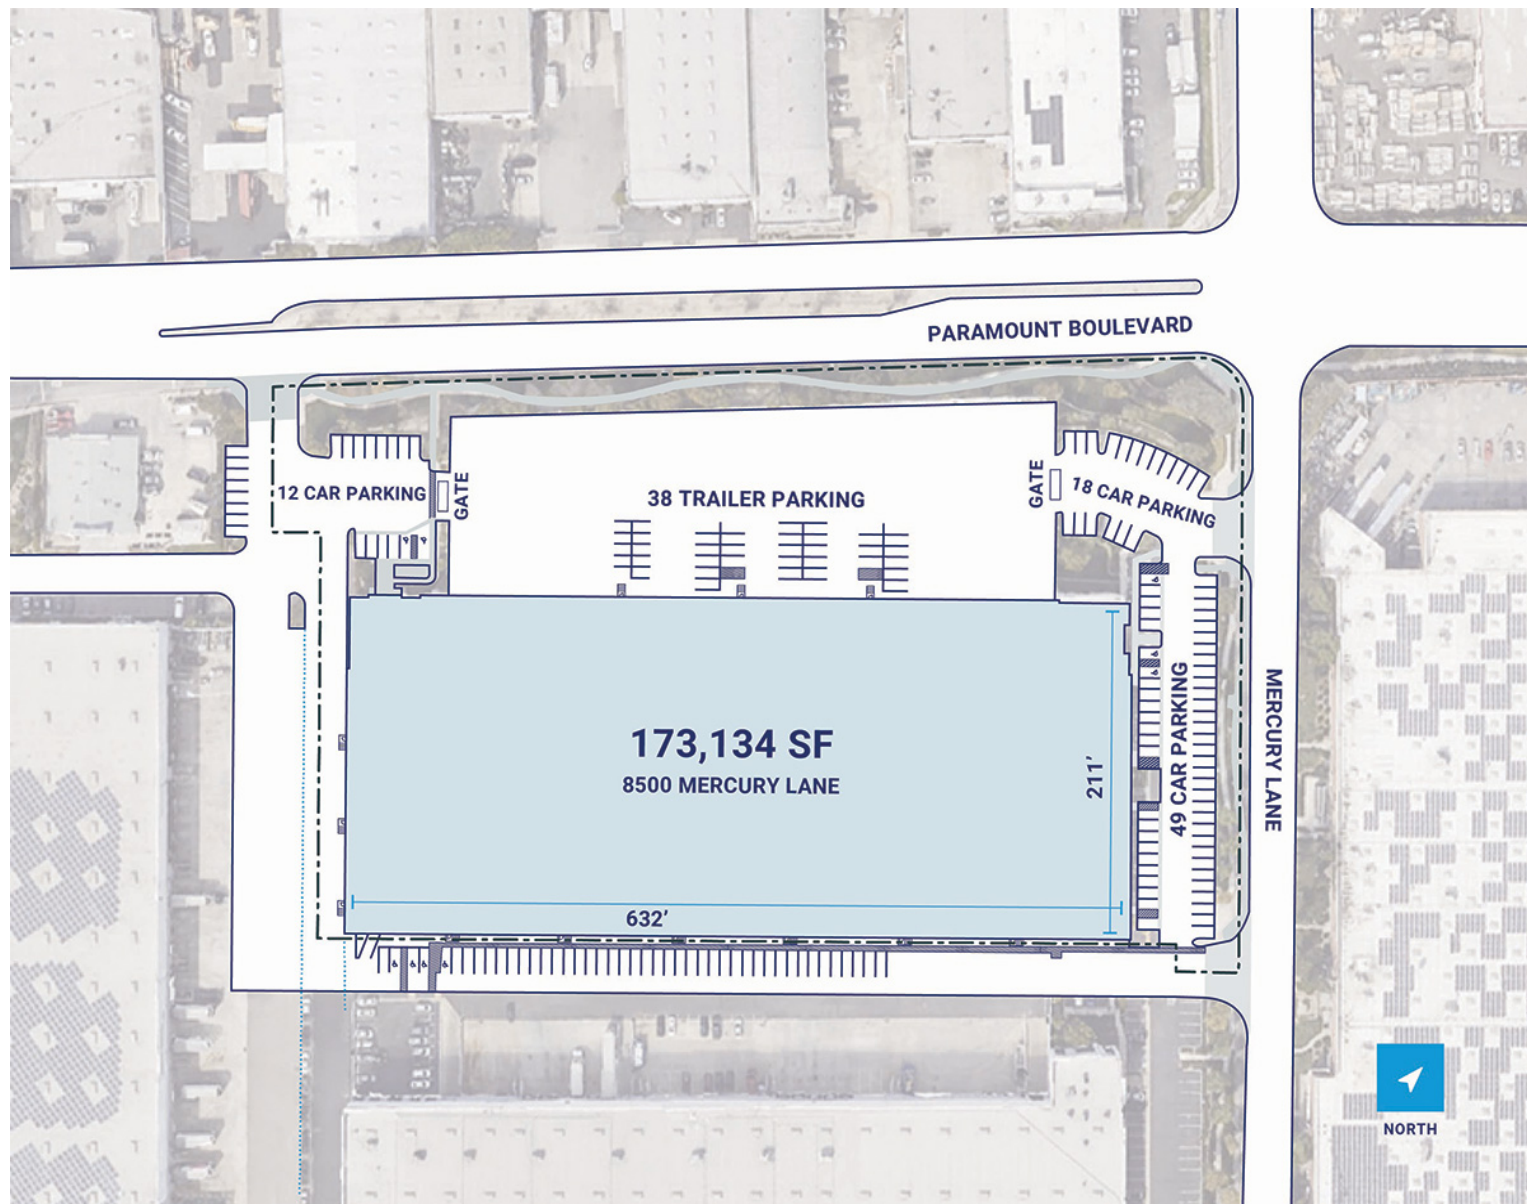 PARAMOUNT BOULEVARD
12 CAR PARKING
GATE
38 TRAILER PARKING
GATE
18 CAR PARKING
173,134 SF
8500 MERCURY LANE
211’
49 CAR PARKING
MERCURY LANE
632’
NORTH